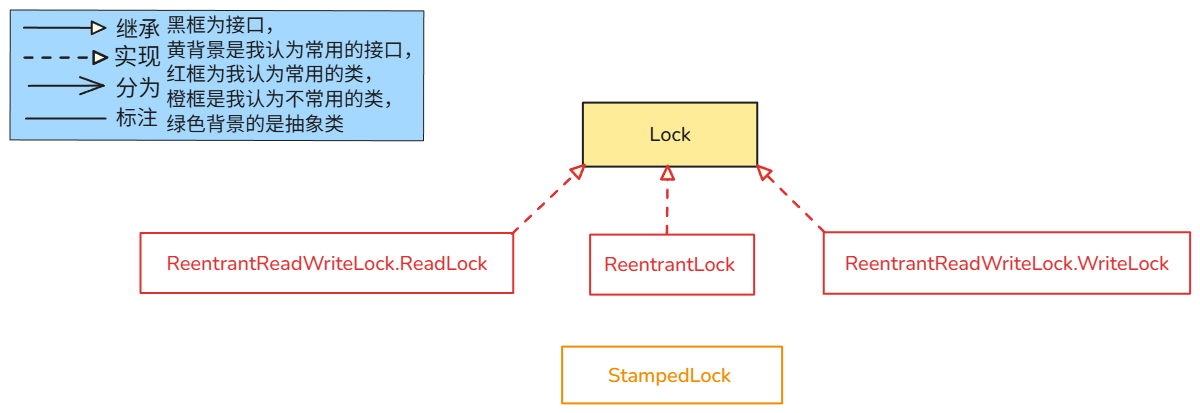 继承
实现
分为
标注
黑框为接口，
黄背景是我认为常用的接口，
红框为我认为常用的类，
橙框是我认为不常用的类，
绿色背景的是抽象类
Lock
ReentrantReadWriteLock.ReadLock
ReentrantLock
ReentrantReadWriteLock.WriteLock
StampedLock